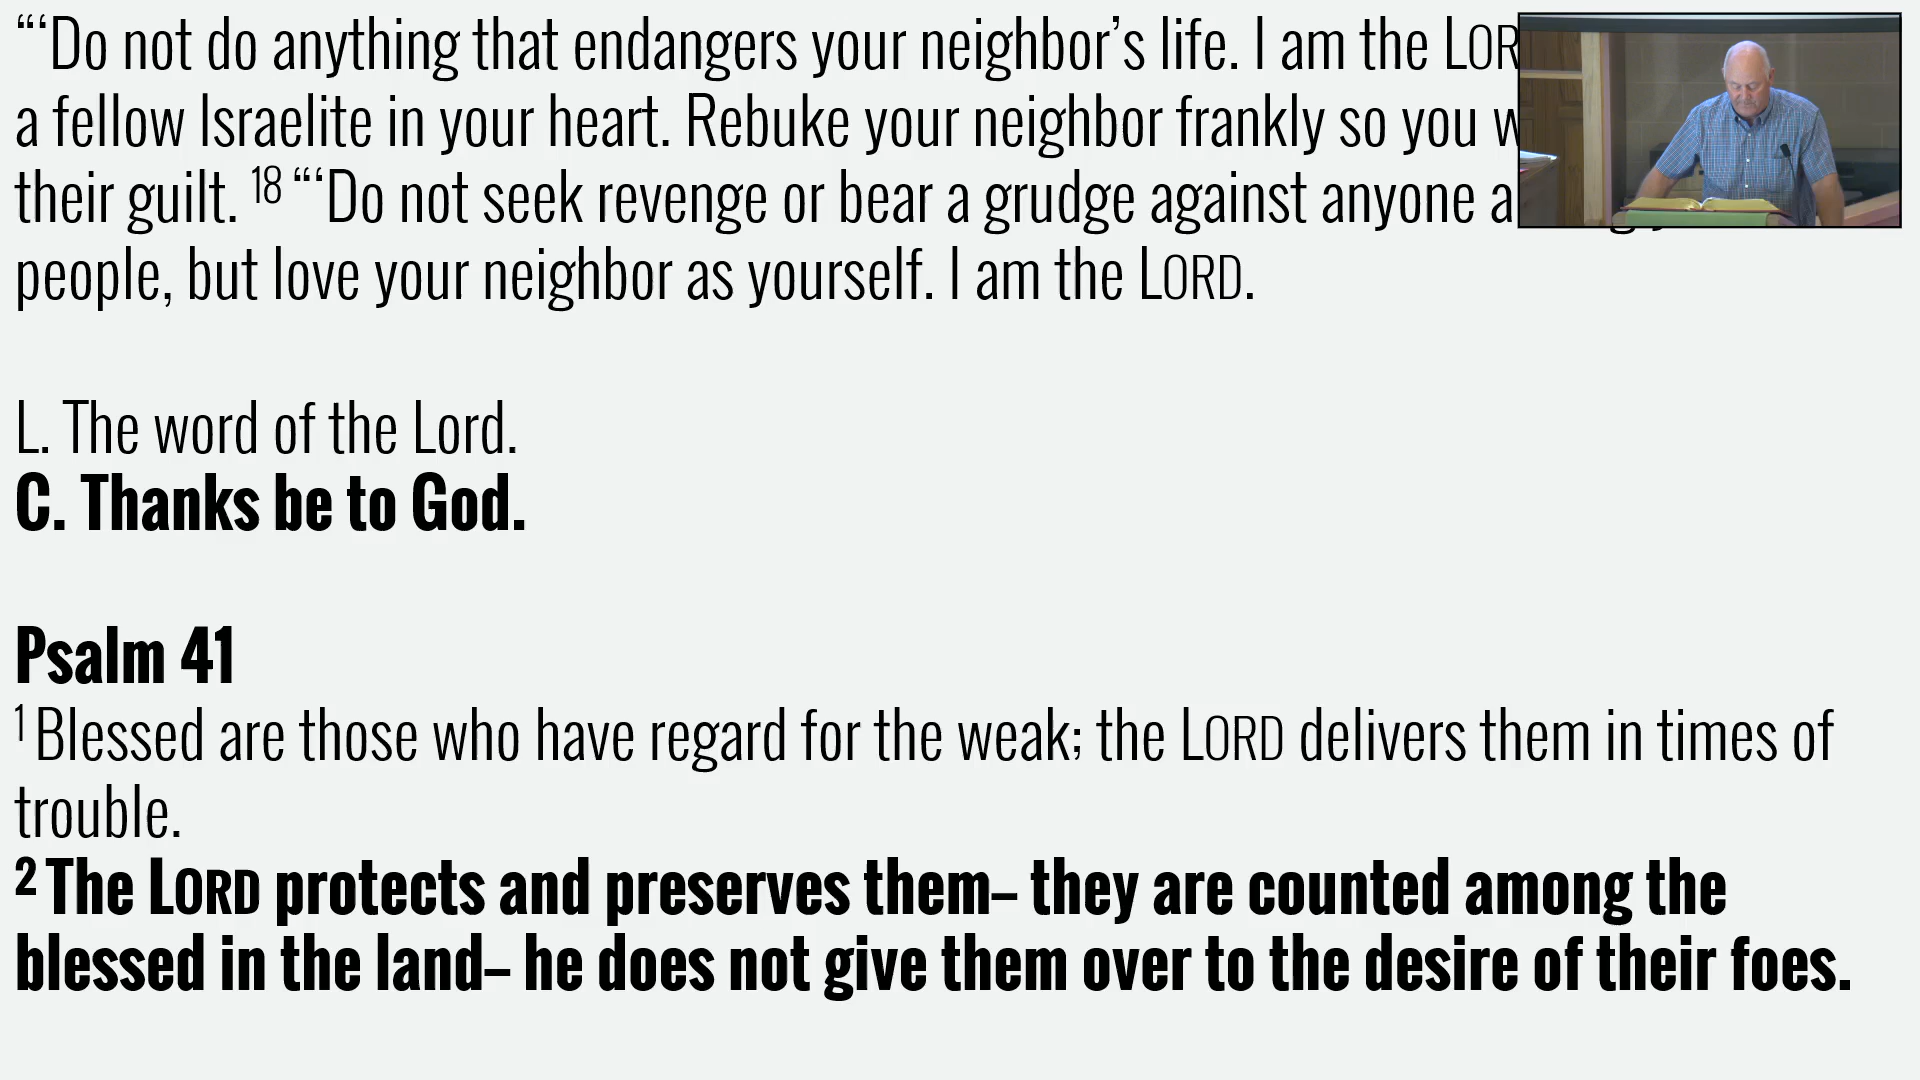 “‘Do not do anything that endangers your neighbor’s life. I am the LOR
a fellow Israelite in your heart. Rebuke your neighbor frankly so you w
their guilt. 18 “‘Do not seek revenge or bear a grudge against anyone a
people, but love your neighbor as yourself. I am the LORD.
L. The word of the Lord.
C. Thanks be to God.
Psalm 41
1 Blessed are those who have regard for the weak; the LORD delivers them in times of
trouble.
2 The LORD protects and preserves them– they are counted among the
blessed in the land– he does not give them over to the desire of their foes.